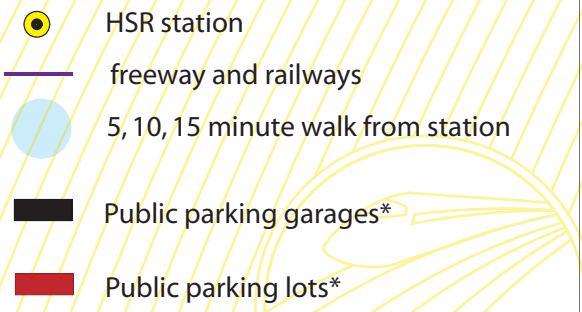 HSR station
freeway and railways
5, 10, 15 minute walk from station
Public parking garages*
Public parking lots*